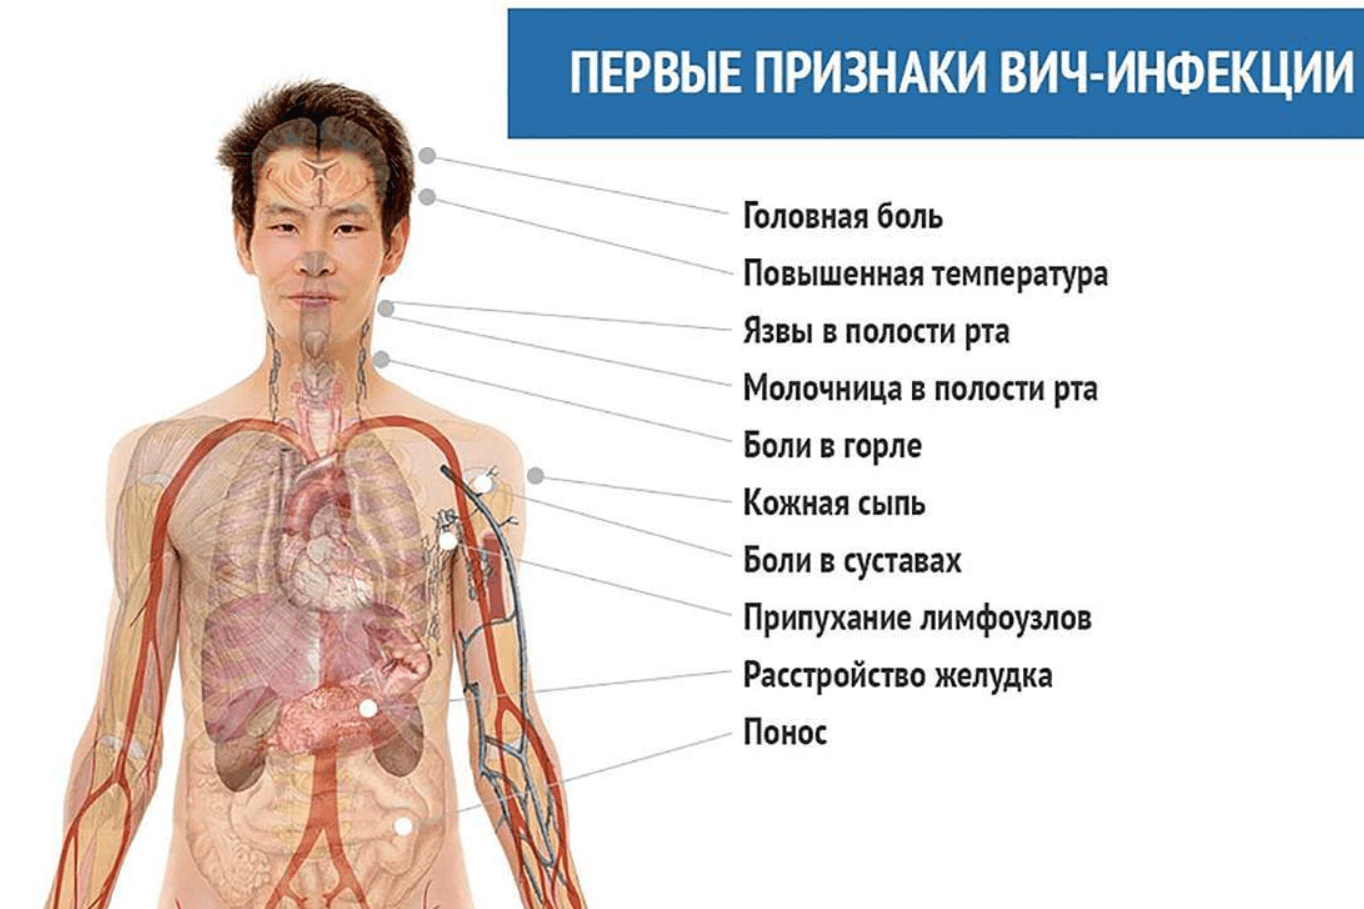 ПЕРВЫЕ ПРИЗНАКИ ВИЧ-ИНФЕКЦИИ
Головная боль
Повышенная температура
Язвы в полости рта
Молочница в полости рта
Боли в горле
Кожная сыпь
Боли в суставах
Припухание лимфоузлов
Расстройство желудка
Понос